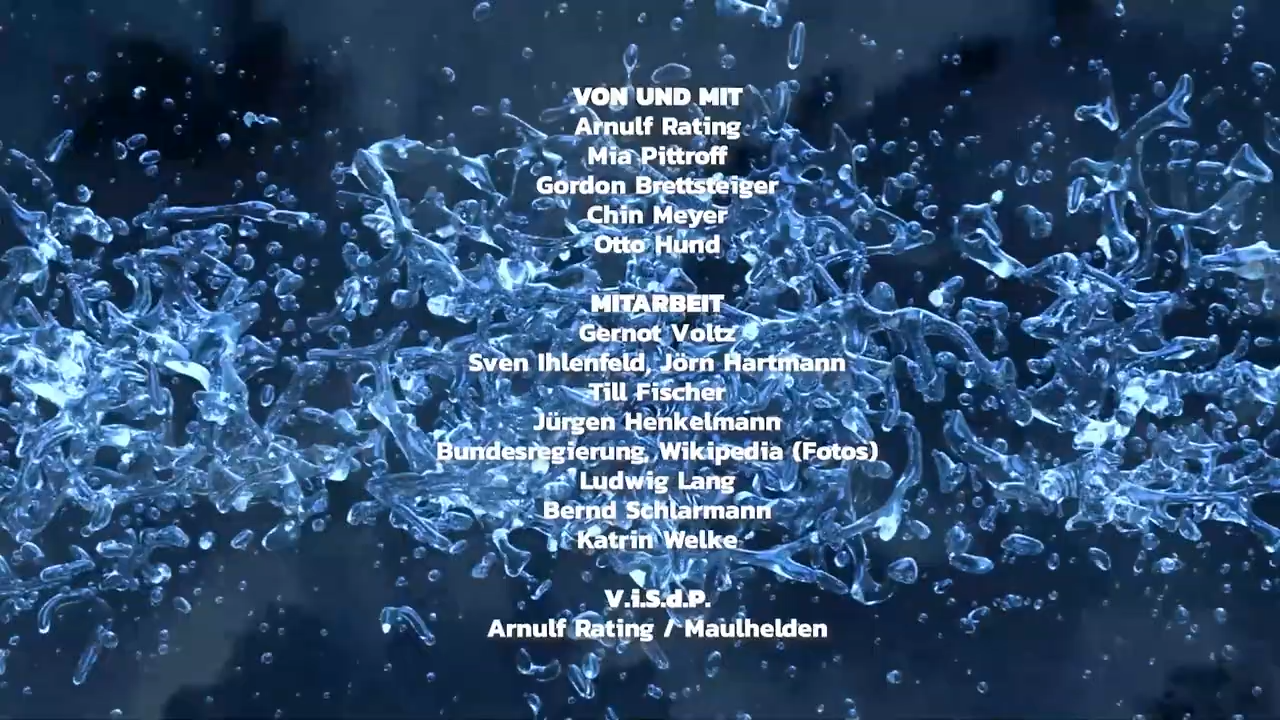 VON UND MIT
Arnulf Rating
Mia Pittroff
Gordon Brettsteiger
Chin Meyer
Otto Hund
MITARBEIT
Gernot Voltz
Sven Ihlenfeld, Jörn Hartmann
Till Fischer
Jürgen Henkelmann
Bundesregierung, Wikipedia (Fotos)
Ludwig Lang
Bernd Schlarmann
Katrin Welke
V.i.S.d.P.
Arnulf Rating / Maulhelden